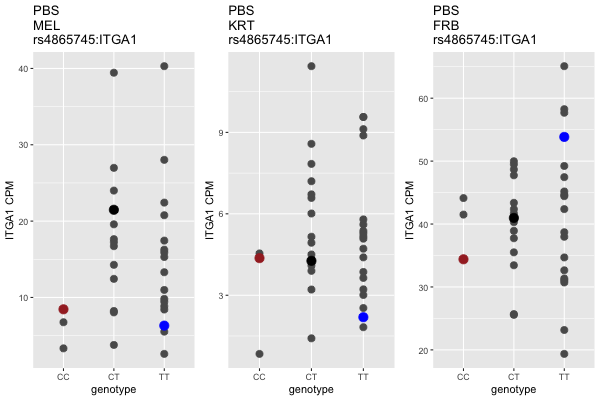 PBS
MEL
rs4865745:ITGA1
ITGA1 CPM
40
30
20
10
CC
CT
TT
genotype
PBS
KRT
rs4865745:ITGA1
ITGA1 CPM
9
6
3
CC
CT
TT
genotype
PBS
FRB
rs4865745:ITGA1
ITGA1 CPM
60
50
40
30
20
CC
CT
TT
genotype